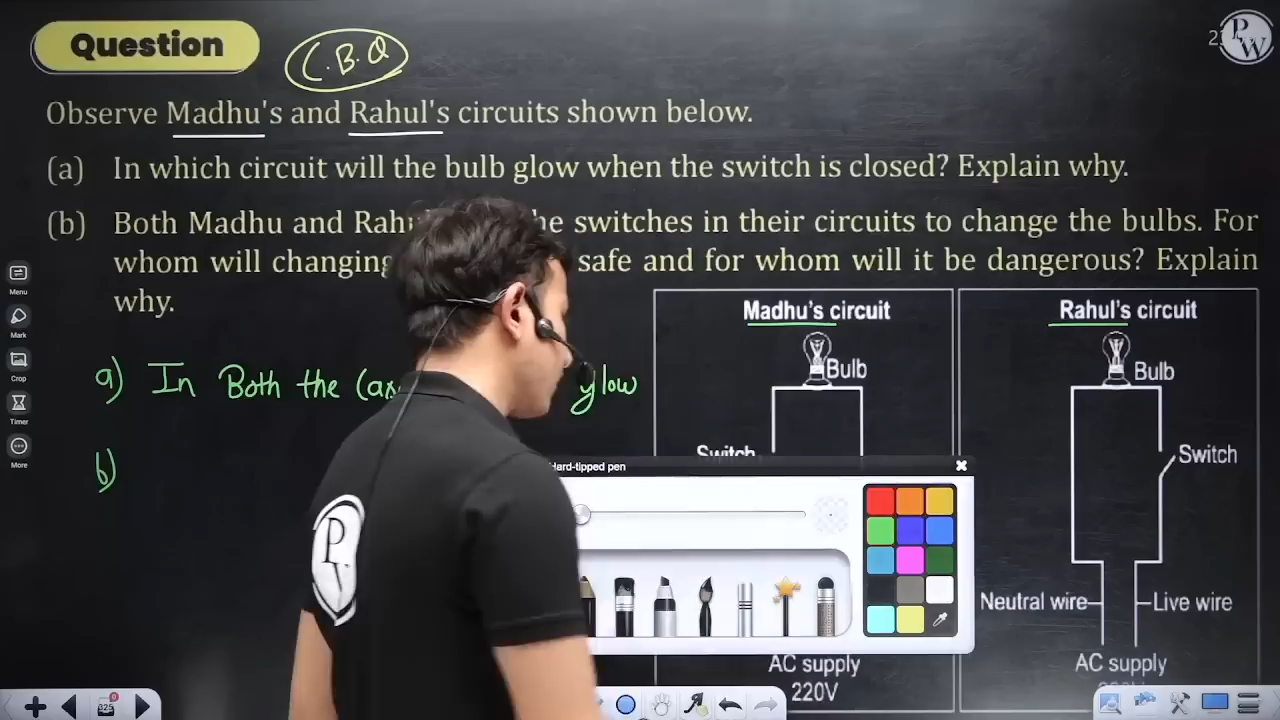 Question
C.B.Q
PW
Observe Madhu's and Rahul's circuits shown below.
(a) In which circuit will the bulb glow when the switch is closed? Explain why.
(b) Both Madhu and the switches in their circuits to change the bulbs. For
whom will changing safe and for whom will it be dangerous? Explain
why.
Menu
Mark
Crop
Timer
More
a) In Both the glow
b)
Madhu's circuit
Bulb
Switch
AC supply
220V
Rahul's circuit
Bulb
Switch
Neutral wire
Live wire
AC supply
Hard-tipped pen
PW
325